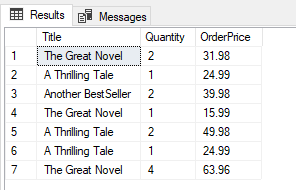 Results Messages
Title Quantity OrderPrice
1 The Great Novel 2 31.98
2 A Thrilling Tale 1 24.99
3 Another BestSeller 2 39.98
4 The Great Novel 1 15.99
5 A Thrilling Tale 2 49.98
6 A Thrilling Tale 1 24.99
7 The Great Novel 4 63.96